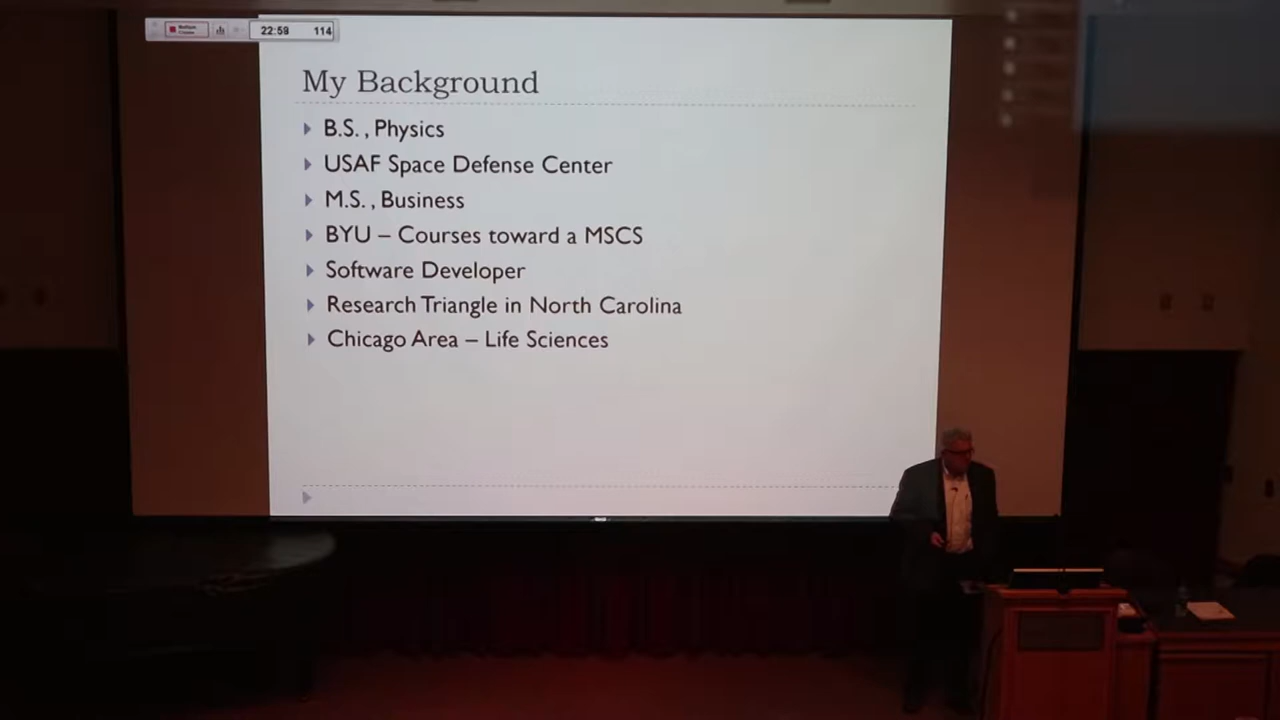 22:59 114
My Background
B.S. , Physics
USAF Space Defense Center
M.S. , Business
BYU – Courses toward a MSCS
Software Developer
Research Triangle in North Carolina
Chicago Area – Life Sciences